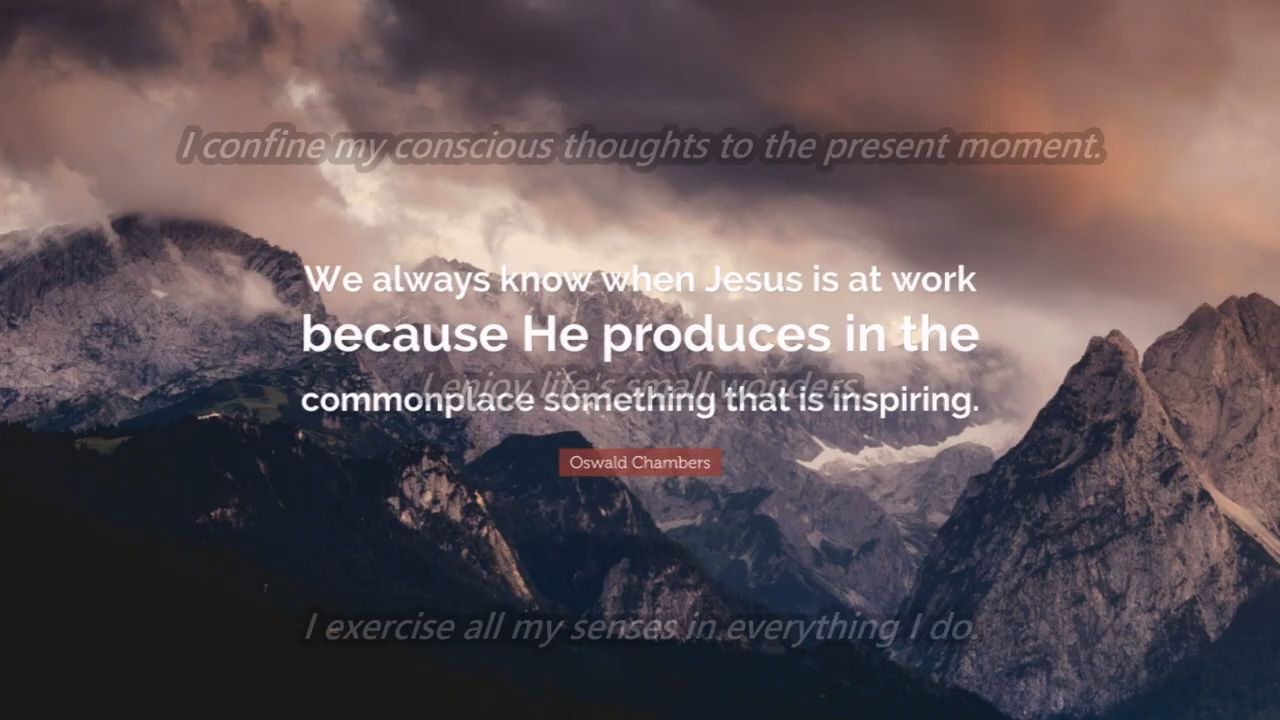 I confine my conscious thoughts to the present moment.
We always know when Jesus is at work
because He produces in the
I enjoy life's small wonders.
commonplace something that is inspiring.
Oswald Chambers
I exercise all my senses in everything I do.